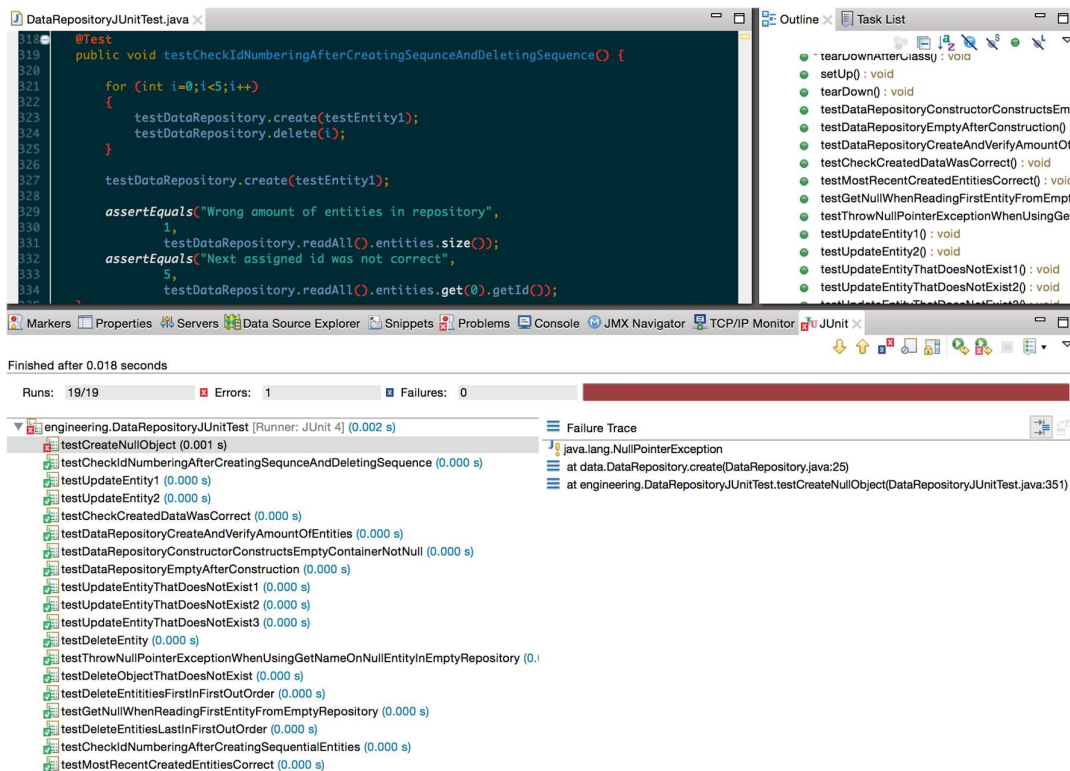 DataRepositoryJUnitTest.java
318 @Test
319 public void testCheckIdNumberingAfterCreatingSequnceAndDeletingSequence() {
320
321 for (int i=0;i<5;i++)
322 {
323 testDataRepository.create(testEntity1);
324 testDataRepository.delete(i);
325 }
326
327 testDataRepository.create(testEntity1);
328
329 assertEquals("Wrong amount of entities in repository",
330 1,
331 testDataRepository.readAll().entities.size());
332 assertEquals("Next assigned id was not correct",
333 5,
334 testDataRepository.readAll().entities.get(0).getId());
Outline Task List
tearDownAfterClass() : void
setUp() : void
tearDown() : void
testDataRepositoryConstructorConstructsEm
testDataRepositoryEmptyAfterConstruction()
testDataRepositoryCreateAndVerifyAmountOf
testCheckCreatedDataWasCorrect() : void
testMostRecentCreatedEntitiesCorrect() : void
testGetNullWhenReadingFirstEntityFromEmpt
testThrowNullPointerExceptionWhenUsingGe
testUpdateEntity1() : void
testUpdateEntity2() : void
testUpdateEntityThatDoesNotExist1() : void
testUpdateEntityThatDoesNotExist2() : void
Markers Properties Servers Data Source Explorer Snippets Problems Console JMX Navigator TCP/IP Monitor JUnit
Finished after 0.018 seconds
Runs: 19/19 Errors: 1 Failures: 0
engineering.DataRepositoryJUnitTest [Runner: JUnit 4] (0.002 s)
testCreateNullObject (0.001 s)
testCheckIdNumberingAfterCreatingSequnceAndDeletingSequence (0.000 s)
testUpdateEntity1 (0.000 s)
testUpdateEntity2 (0.000 s)
testCheckCreatedDataWasCorrect (0.000 s)
testDataRepositoryCreateAndVerifyAmountOfEntities (0.000 s)
testDataRepositoryConstructorConstructsEmptyContainerNotNull (0.000 s)
testDataRepositoryEmptyAfterConstruction (0.000 s)
testUpdateEntityThatDoesNotExist1 (0.000 s)
testUpdateEntityThatDoesNotExist2 (0.000 s)
testUpdateEntityThatDoesNotExist3 (0.000 s)
testDeleteEntity (0.000 s)
testThrowNullPointerExceptionWhenUsingGetNameOnNullEntityInEmptyRepository (0.
testDeleteObjectThatDoesNotExist (0.000 s)
testDeleteEntititiesFirstInFirstOutOrder (0.000 s)
testGetNullWhenReadingFirstEntityFromEmptyRepository (0.000 s)
testDeleteEntitiesLastInFirstOutOrder (0.000 s)
testCheckIdNumberingAfterCreatingSequentialEntities (0.000 s)
testMostRecentCreatedEntitiesCorrect (0.000 s)
Failure Trace
java.lang.NullPointerException
at data.DataRepository.create(DataRepository.java:25)
at engineering.DataRepositoryJUnitTest.testCreateNullObject(DataRepositoryJUnitTest.java:351)